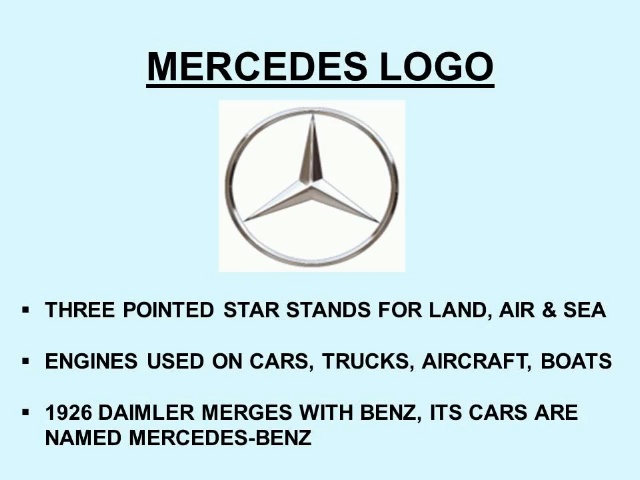 MERCEDES LOGO
▪ THREE POINTED STAR STANDS FOR LAND, AIR & SEA
▪ ENGINES USED ON CARS, TRUCKS, AIRCRAFT, BOATS
▪ 1926 DAIMLER MERGES WITH BENZ, ITS CARS ARE
NAMED MERCEDES-BENZ